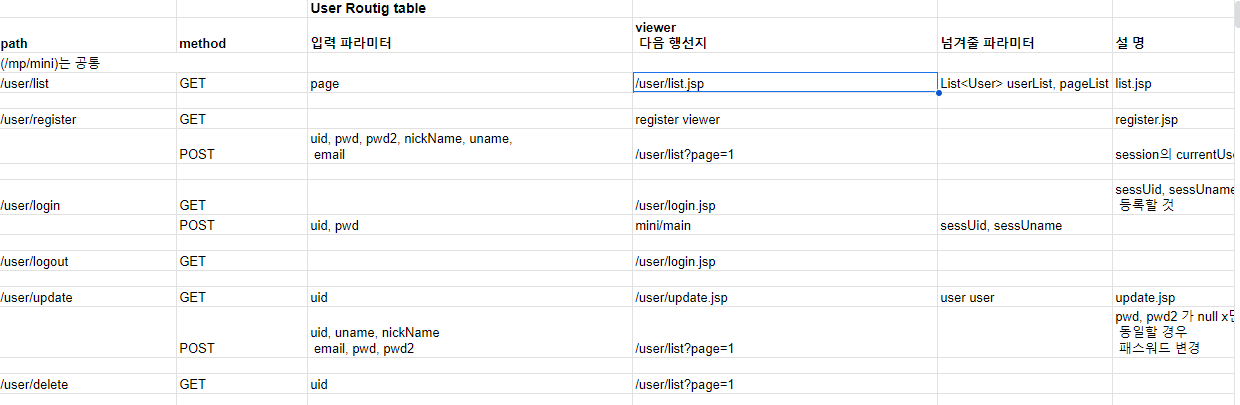 User Routig table
path method 입력 파라미터 viewer
다음 행선지 넘겨줄 파라미터 설 명
(/mp/mini)는 공통
/user/list GET page /user/list.jsp List<User> userList, pageList list.jsp
/user/register GET register viewer register.jsp
POST uid, pwd, pwd2, nickName, uname,
email /user/list?page=1 session의
/user/login GET /user/login.jsp sessUid, sessUname
등록할 것
POST uid, pwd mini/main sessUid, sessUname
/user/logout GET /user/login.jsp
/user/update GET uid /user/update.jsp user user update.jsp
POST uid, uname, nickName
email, pwd, pwd2 /user/list?page=1 pwd, pwd2 가 null
동일할 경우
패스워드 변경
/user/delete GET uid /user/list?page=1